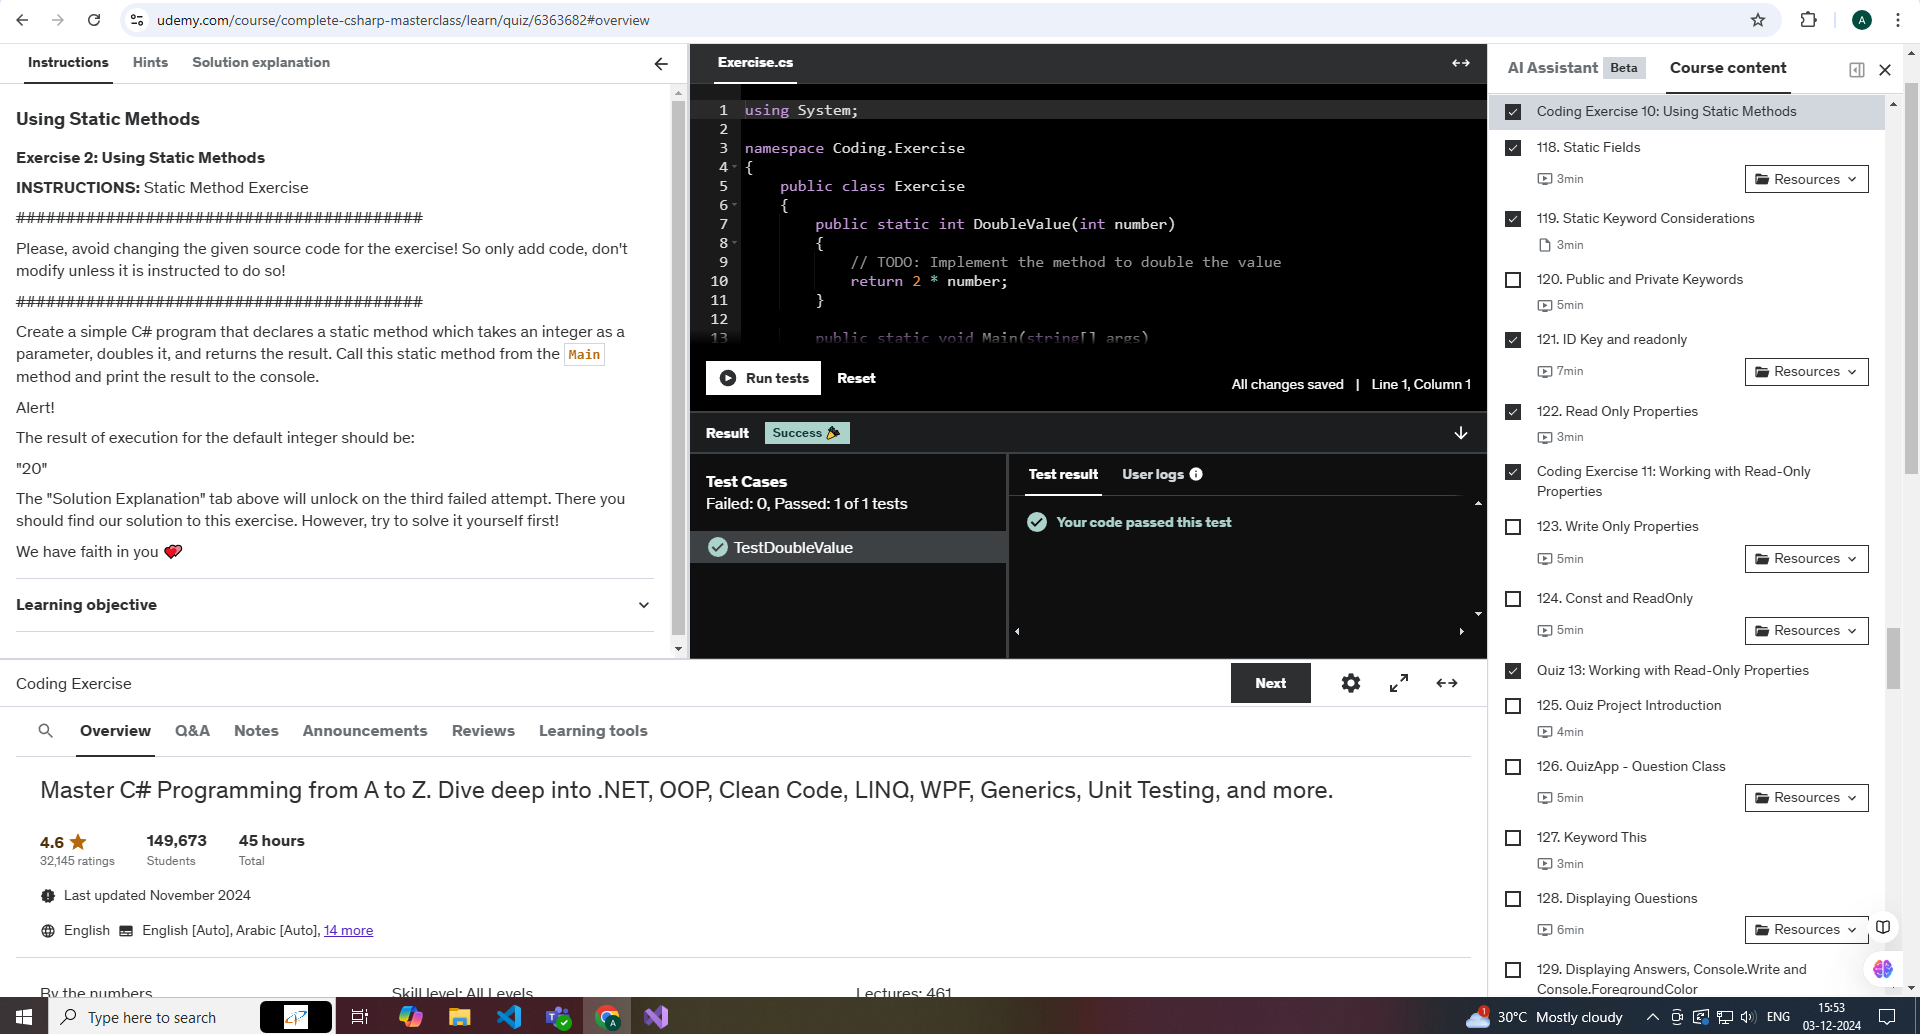 udemy.com/course/complete-csharp-masterclass/learn/quiz/6363682#overview
A
Instructions
Hints
Solution explanation
Using Static Methods
Exercise 2: Using Static Methods
INSTRUCTIONS: Static Method Exercise
#########################################
Please, avoid changing the given source code for the exercise! So only add code, don't
modify unless it is instructed to do so!
#########################################
Create a simple C# program that declares a static method which takes an integer as a
parameter, doubles it, and returns the result. Call this static method from the Main
method and print the result to the console.
Alert!
The result of execution for the default integer should be:
"20"
The "Solution Explanation" tab above will unlock on the third failed attempt. There you
should find our solution to this exercise. However, try to solve it yourself first!
We have faith in you 💕
Learning objective
Exercise.cs
1 using System;
2
3 namespace Coding.Exercise
4 {
5 public class Exercise
6 {
7 public static int DoubleValue(int number)
8 {
9 // TODO: Implement the method to double the value
10 return 2 * number;
11 }
12
13 public static void Main(string[] args)
Run tests
Reset
All changes saved | Line 1, Column 1
Result
Success 🎉
Test Cases
Failed: 0, Passed: 1 of 1 tests
TestDoubleValue
Test result
User logs
Your code passed this test
AI Assistant
Beta
Course content
Coding Exercise 10: Using Static Methods
118. Static Fields
3min
Resources
119. Static Keyword Considerations
3min
120. Public and Private Keywords
5min
121. ID Key and readonly
7min
Resources
122. Read Only Properties
3min
Coding Exercise 11: Working with Read-Only
Properties
123. Write Only Properties
5min
Resources
124. Const and ReadOnly
5min
Resources
Quiz 13: Working with Read-Only Properties
125. Quiz Project Introduction
4min
126. QuizApp - Question Class
5min
Resources
127. Keyword This
3min
128. Displaying Questions
6min
Resources
129. Displaying Answers, Console.Write and
Console.ForegroundColor
Coding Exercise
Next
Overview
Q&A
Notes
Announcements
Reviews
Learning tools
Master C# Programming from A to Z. Dive deep into .NET, OOP, Clean Code, LINQ, WPF, Generics, Unit Testing, and more.
4.6
32,145 ratings
149,673
Students
45 hours
Total
Last updated November 2024
English
English [Auto], Arabic [Auto], 14 more
By the numbers
Skill level: All Levels
Lectures: 461
Type here to search
1
30°C Mostly cloudy
ENG
15:53
03-12-2024